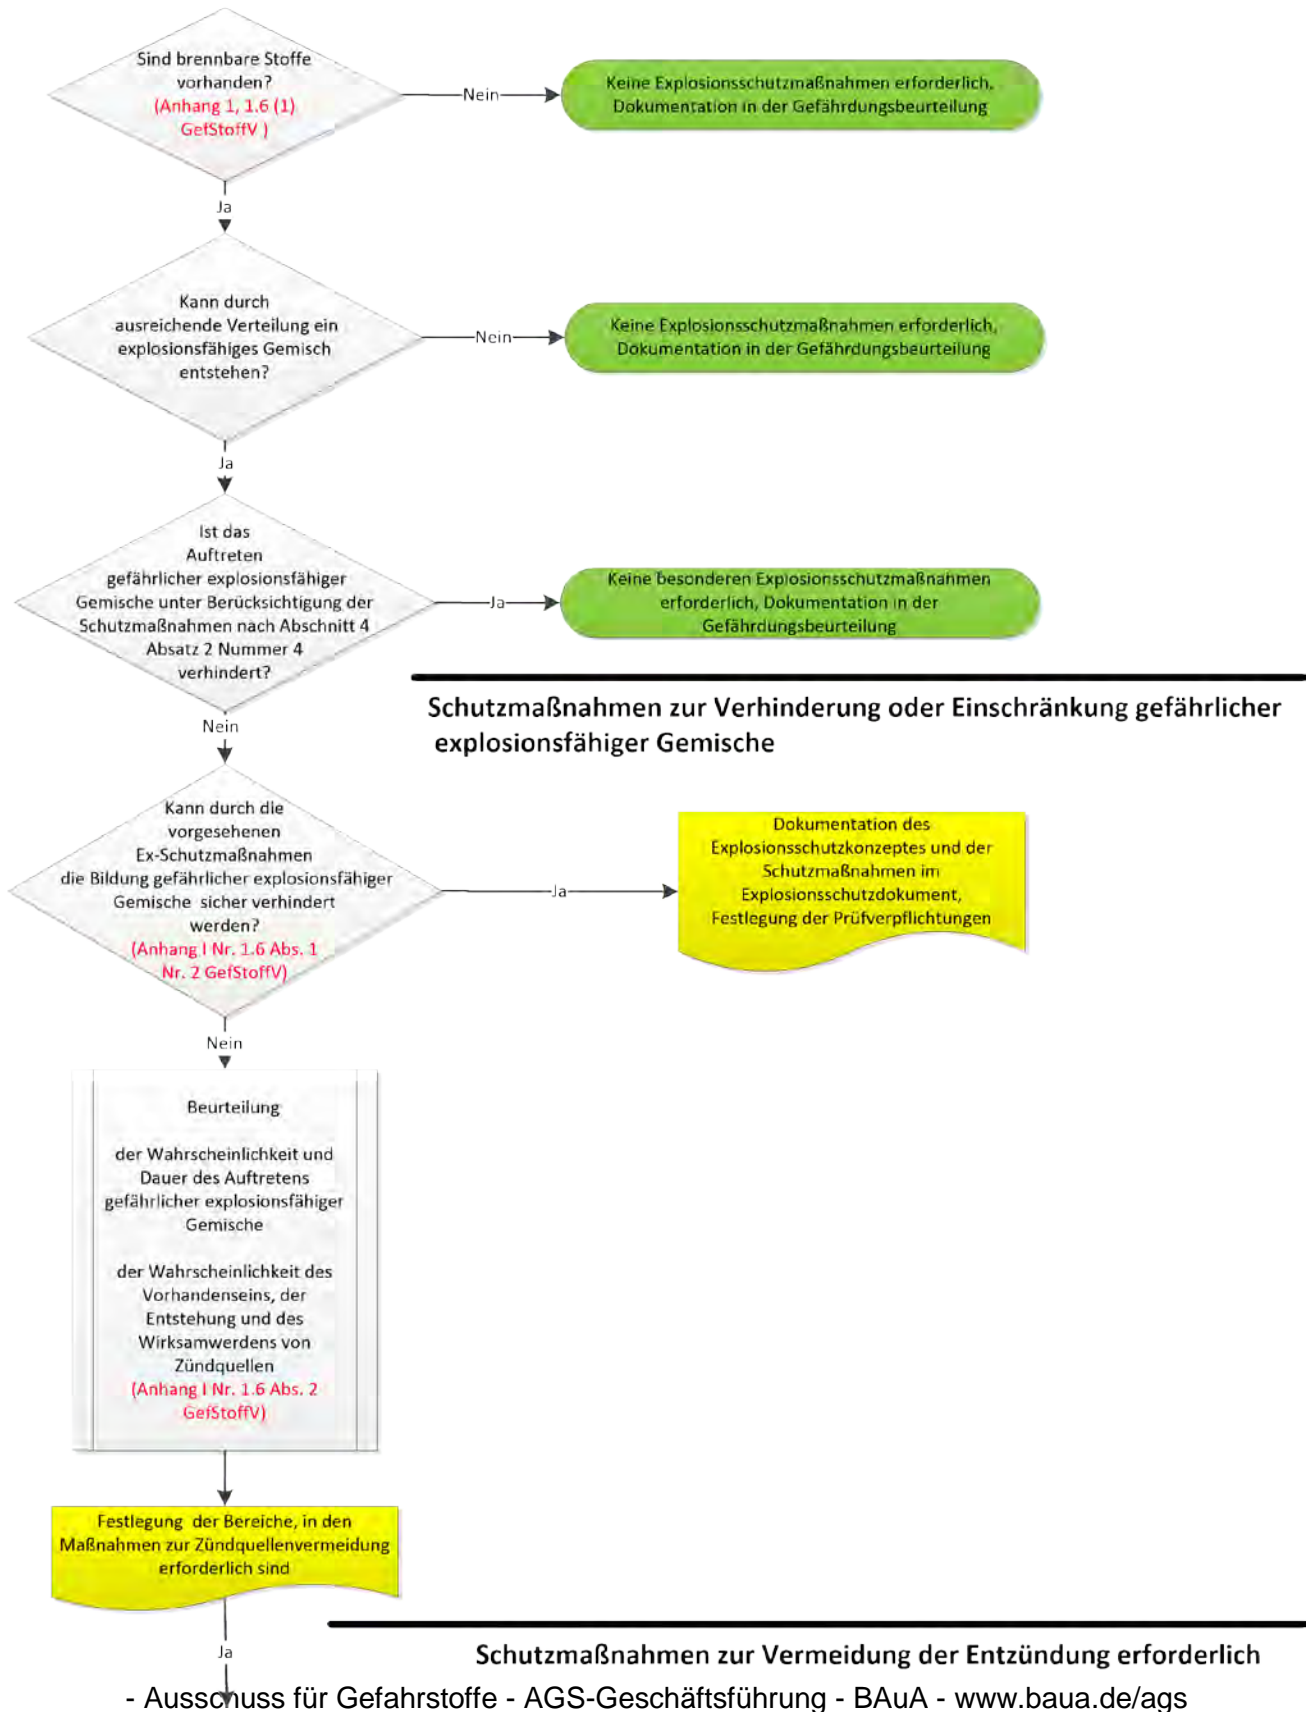 Sind brennbare Stoffe
vorhanden?
(Anhang 1, 1.6 (1)
GefStoffV )
Nein
Keine Explosionsschutzmaßnahmen erforderlich,
Dokumentation in der Gefährdungsbeurteilung
Ja
Kann durch
ausreichende Verteilung ein
explosionsfähiges Gemisch
entstehen?
Nein
Keine Explosionsschutzmaßnahmen erforderlich,
Dokumentation in der Gefährdungsbeurteilung
Ja
Ist das
Auftreten
gefährlicher explosionsfähiger
Gemische unter Berücksichtigung der
Schutzmaßnahmen nach Abschnitt 4
Absatz 2 Nummer 4
verhindert?
Ja
Keine besonderen Explosionsschutzmaßnahmen
erforderlich, Dokumentation in der
Gefährdungsbeurteilung
Schutzmaßnahmen zur Verhinderung oder Einschränkung gefährlicher
explosionsfähiger Gemische
Nein
Kann durch die
vorgesehenen
Ex-Schutzmaßnahmen
die Bildung gefährlicher explosionsfähiger
Gemische sicher verhindert
werden?
(Anhang I Nr. 1.6 Abs. 1
Nr. 2 GefStoffV)
Ja
Dokumentation des
Explosionsschutzkonzeptes und der
Schutzmaßnahmen im
Explosionsschutzdokument,
Festlegung der Prüfverpflichtungen
Nein
Beurteilung
der Wahrscheinlichkeit und
Dauer des Auftretens
gefährlicher explosionsfähiger
Gemische
der Wahrscheinlichkeit des
Vorhandenseins, der
Entstehung und des
Wirksamwerdens von
Zündquellen
(Anhang I Nr. 1.6 Abs. 2
GefStoffV)
Festlegung der Bereiche, in den
Maßnahmen zur Zündquellenvermeidung
erforderlich sind
Ja
Schutzmaßnahmen zur Vermeidung der Entzündung erforderlich
- Ausschuss für Gefahrstoffe - AGS-Geschäftsführung - BAuA - www.baua.de/ags